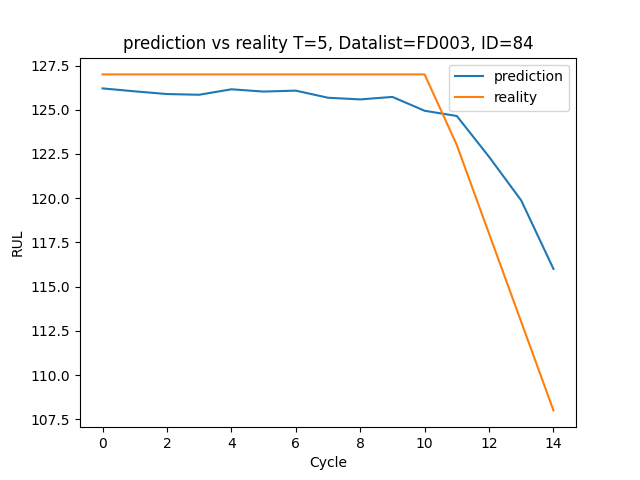 prediction vs reality T=5, Datalist=FD003, ID=84
127.5
125.0
122.5
120.0
117.5
115.0
112.5
110.0
107.5
RUL
prediction
reality
0 2 4 6 8 10 12 14
Cycle